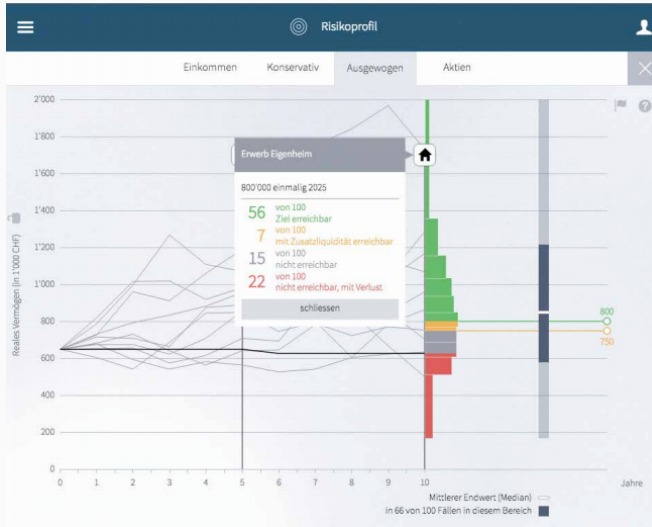 Risikoprofil
Einkommen Konservativ Ausgewogen Aktien
Reales Vermögen (in 1'000 CHF)
2'000
1'800
1'600
1'400
1'200
1'000
800
600
400
200
0
Erwerb Eigenheim
800'000 einmalig 2025
56 von 100
Ziel erreichbar
7 von 100
mit Zusatzliquidität erreichbar
15 von 100
nicht erreichbar
22 von 100
nicht erreichbar, mit Verlust
schliessen
800
750
0 1 2 3 4 5 6 7 8 9 10 Jahre
Mittlerer Endwert (Median)
in 66 von 100 Fällen in diesem Bereich
?